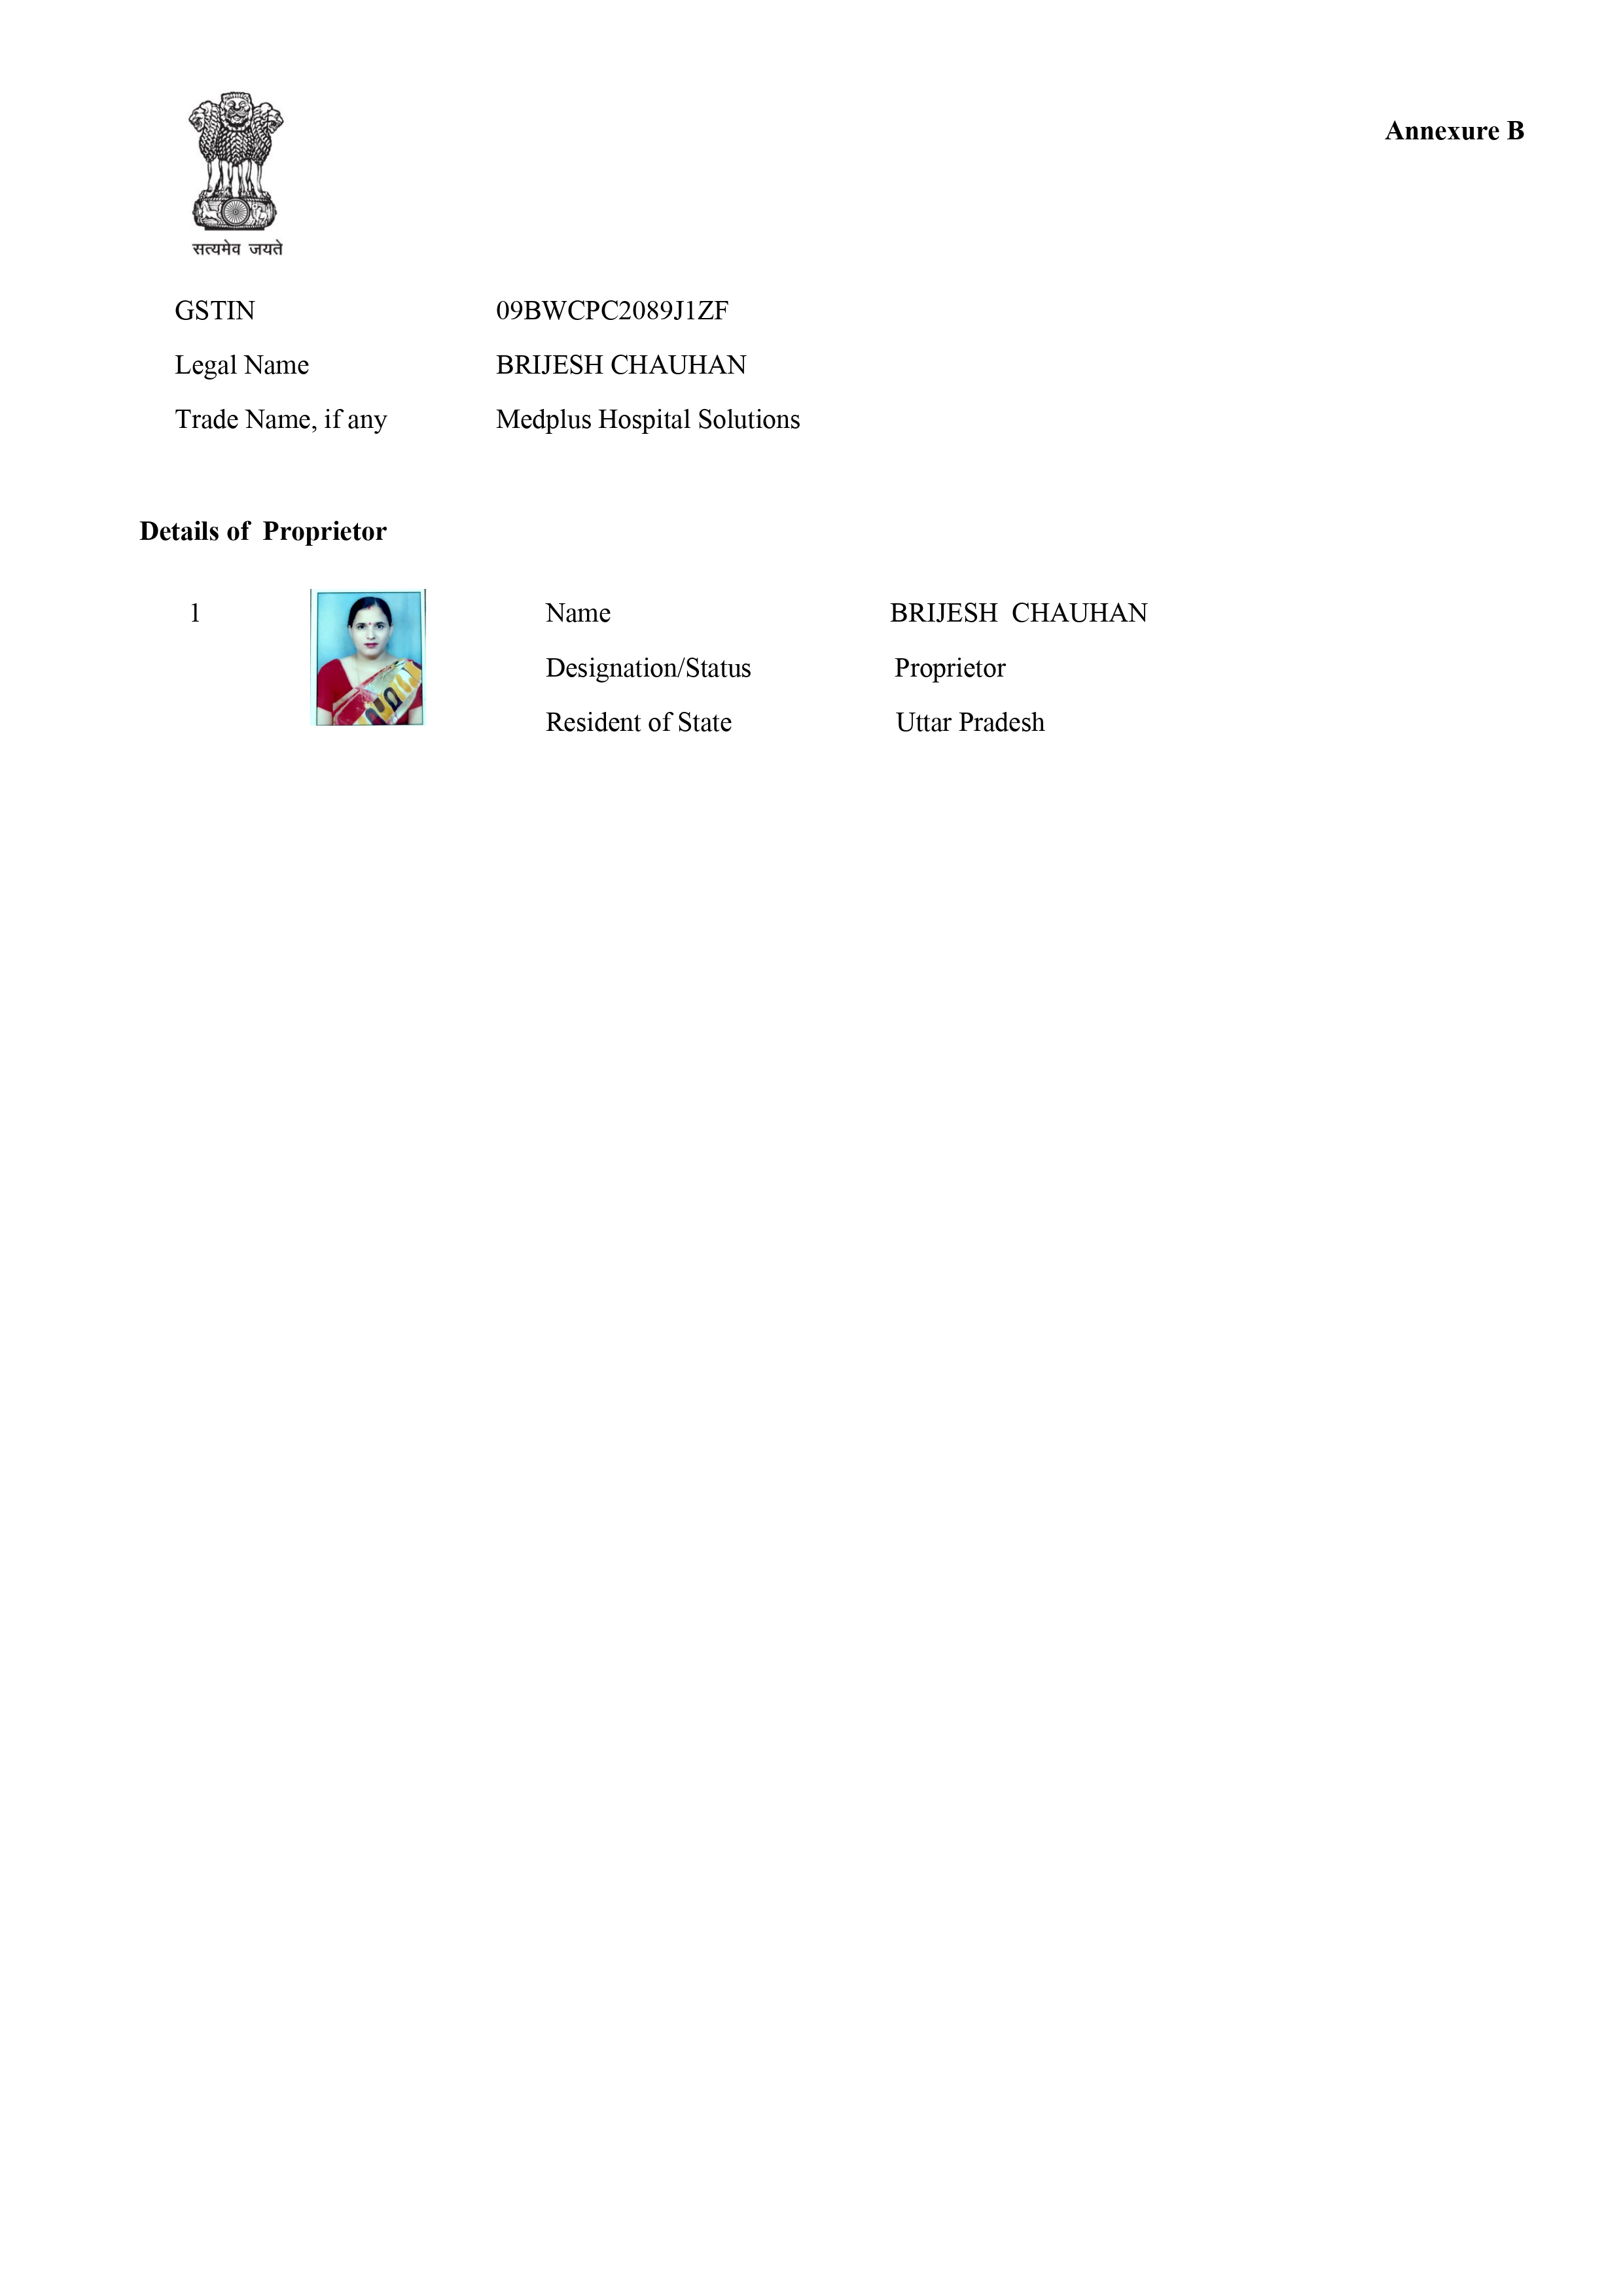 Annexure B
सत्यमेव जयते
GSTIN 09BWCPC2089J1ZF
Legal Name BRIJESH CHAUHAN
Trade Name, if any Medplus Hospital Solutions
Details of Proprietor
1 Name BRIJESH CHAUHAN
Designation/Status Proprietor
Resident of State Uttar Pradesh